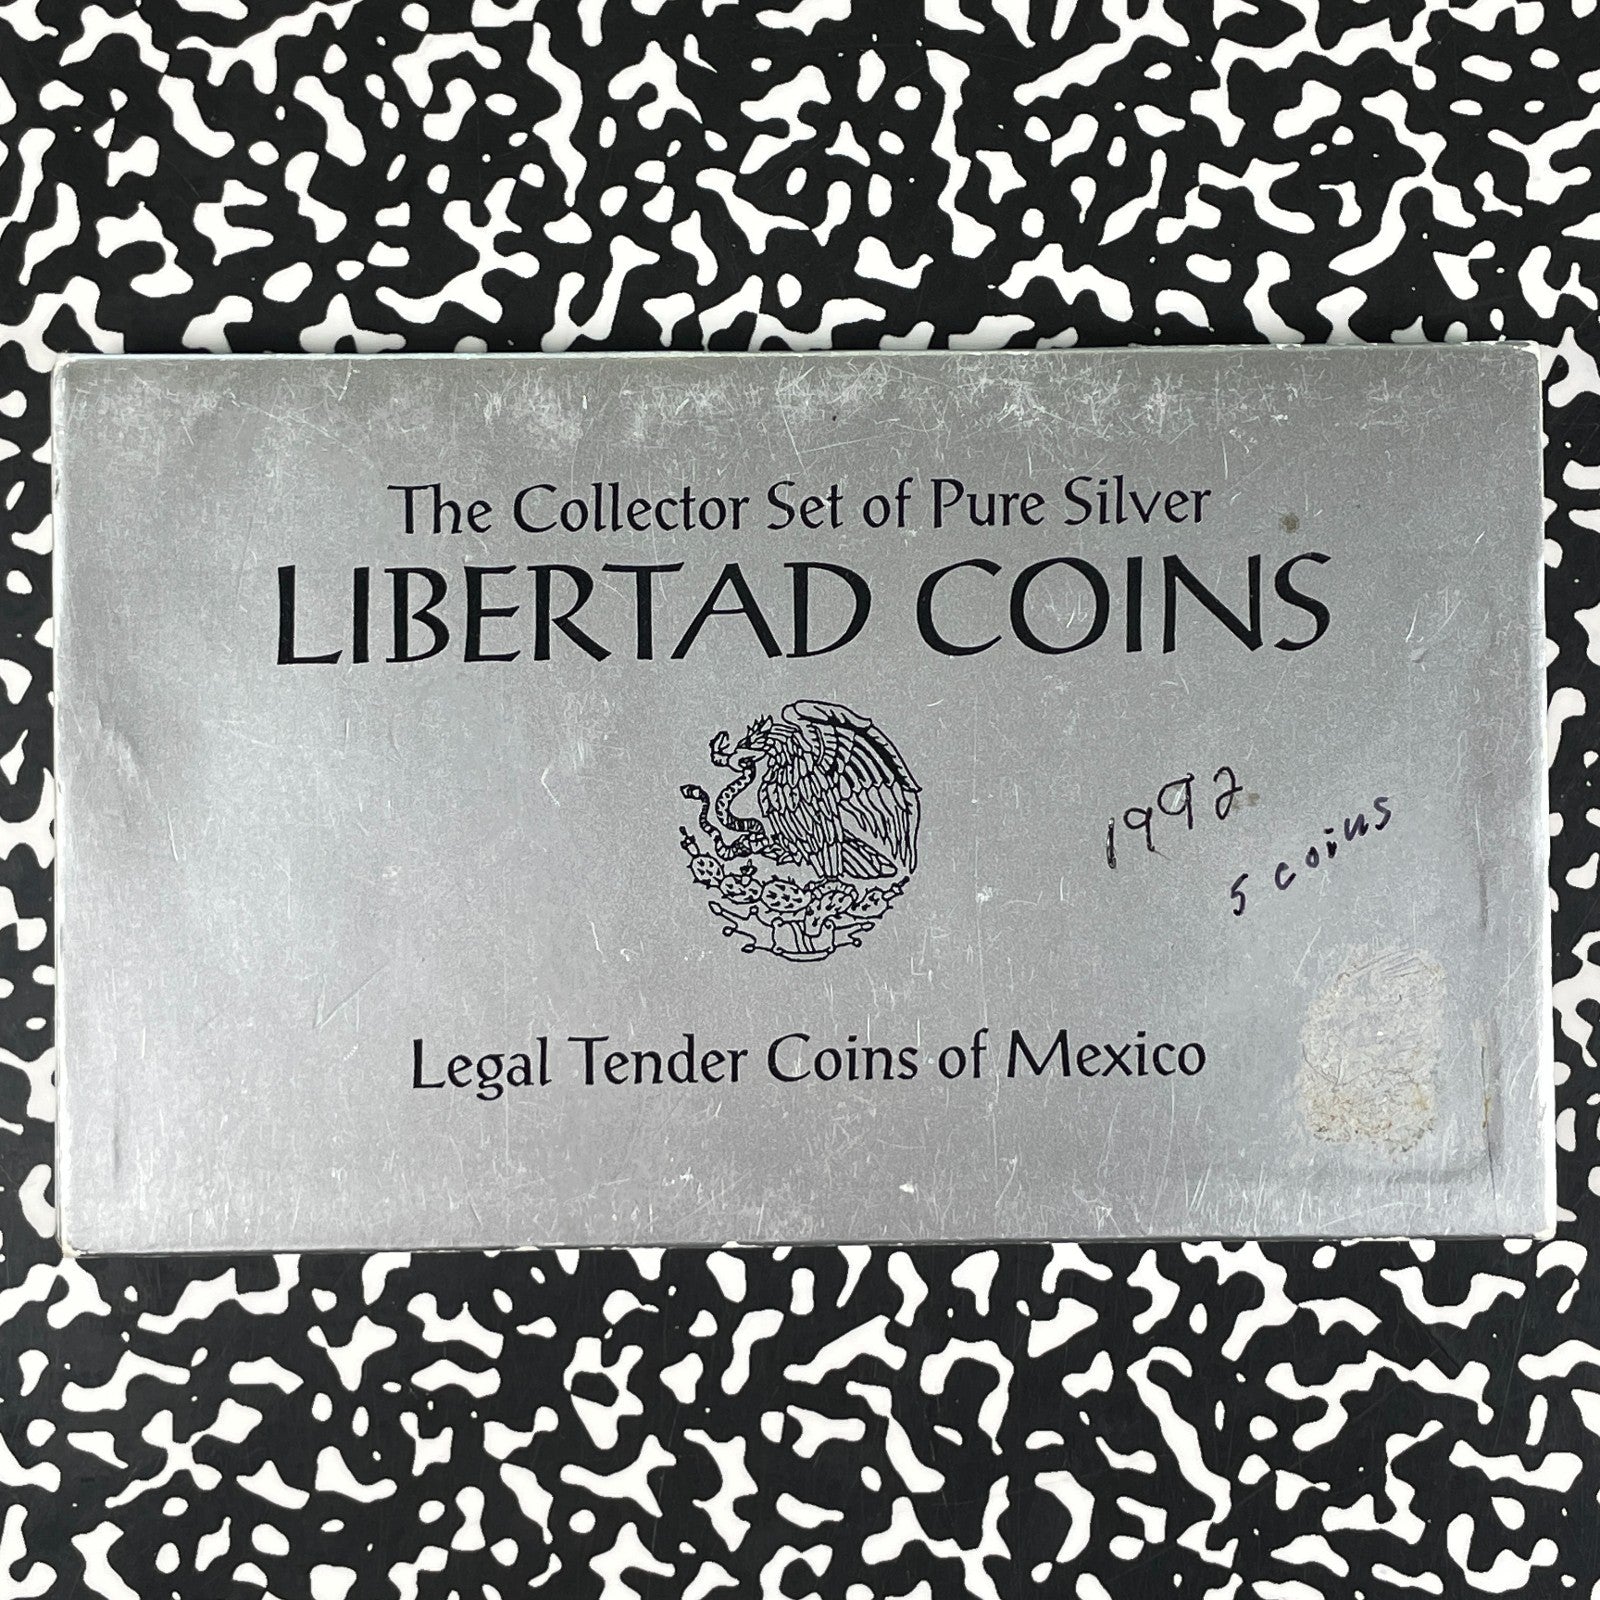 The Collector Set of Pure Silver
LIBERTAD COINS
1992
5 coins
Legal Tender Coins of Mexico